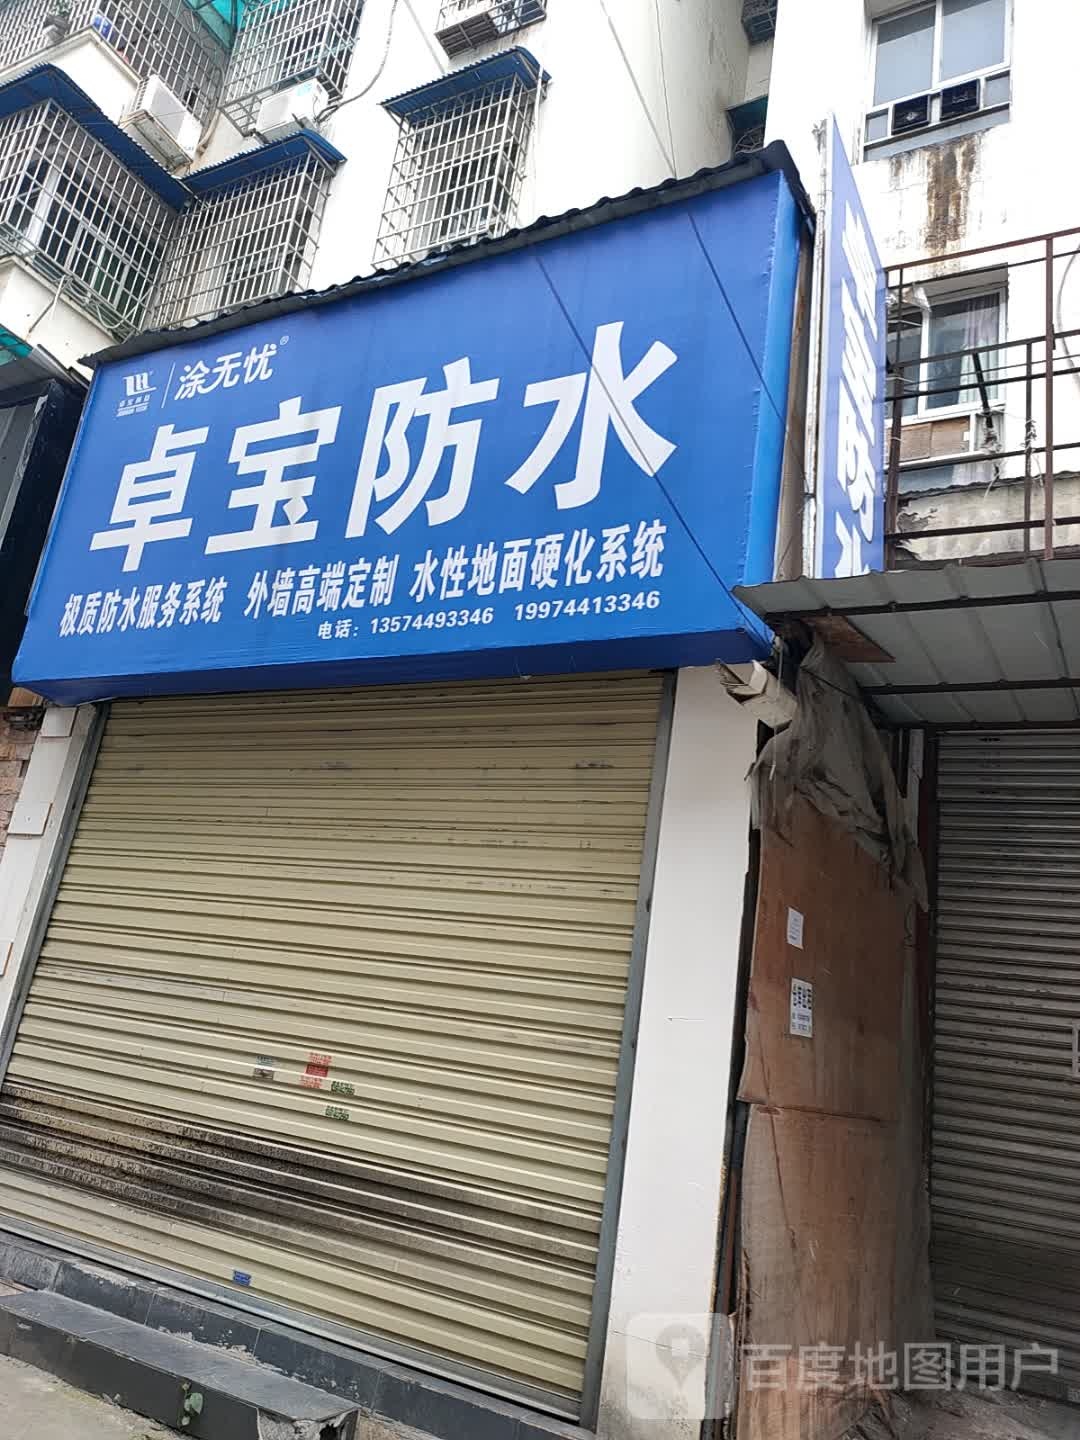 涂无忧®
卓宝防水
极质防水服务系统 外墙高端定制 水性地面硬化系统
电话：13574493346 19974413346
百度地图用户